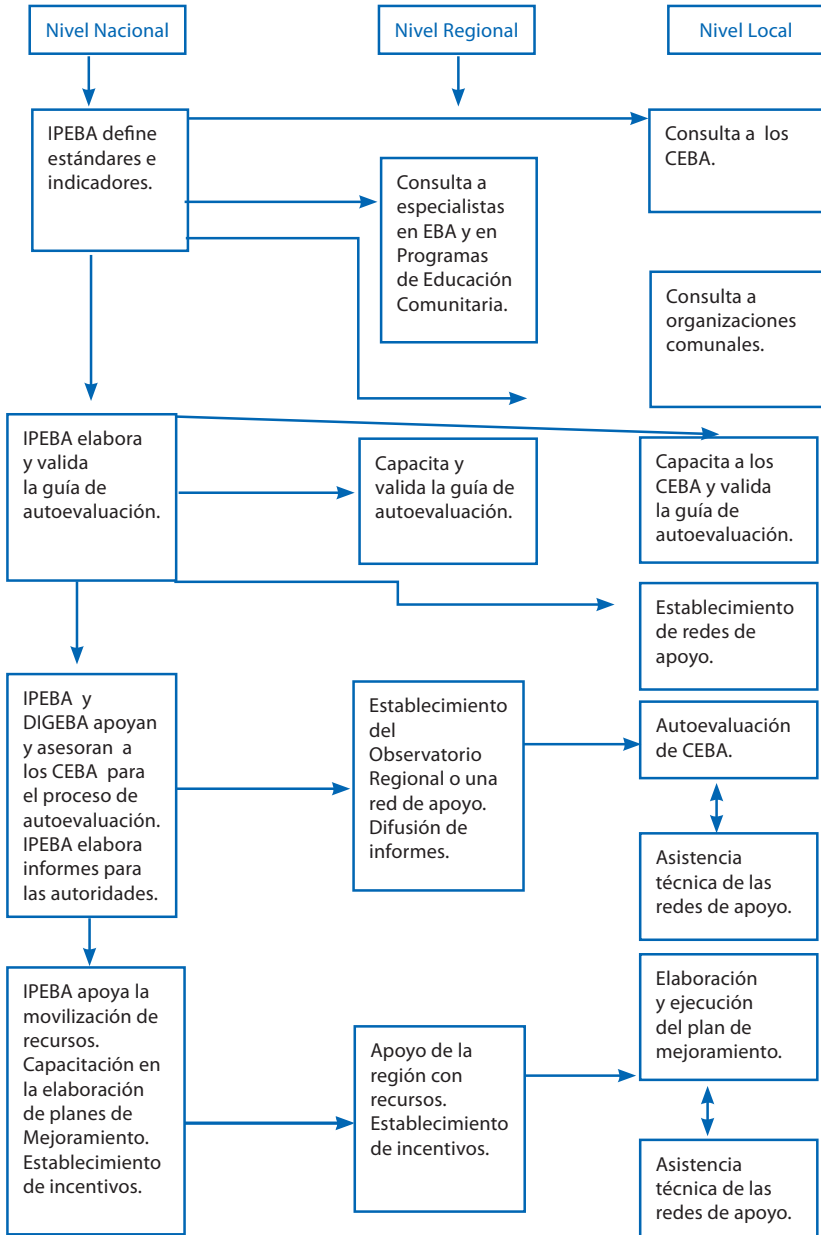 Nivel Nacional
Nivel Regional
Nivel Local
IPEBA define
estándares e
indicadores.
Consulta a los
CEBA.
Consulta a
especialistas
en EBA y en
Programas
de Educación
Comunitaria.
Consulta a
organizaciones
comunales.
IPEBA elabora
y valida
la guía de
autoevaluación.
Capacita y
valida la guía de
autoevaluación.
Capacita a los
CEBA y valida
la guía de
autoevaluación.
Establecimiento
de redes de
apoyo.
IPEBA y
DIGEBA apoyan
y asesoran a
los CEBA para
el proceso de
autoevaluación.
IPEBA elabora
informes para
las autoridades.
Establecimiento
del
Observatorio
Regional o una
red de apoyo.
Difusión de
informes.
Autoevaluación
de CEBA.
Asistencia
técnica de las
redes de apoyo.
IPEBA apoya la
movilización de
recursos.
Capacitación en
la elaboración
de planes de
Mejoramiento.
Establecimiento
de incentivos.
Apoyo de la
región con
recursos.
Establecimiento
de incentivos.
Elaboración
y ejecución
del plan de
mejoramiento.
Asistencia
técnica de las
redes de apoyo.